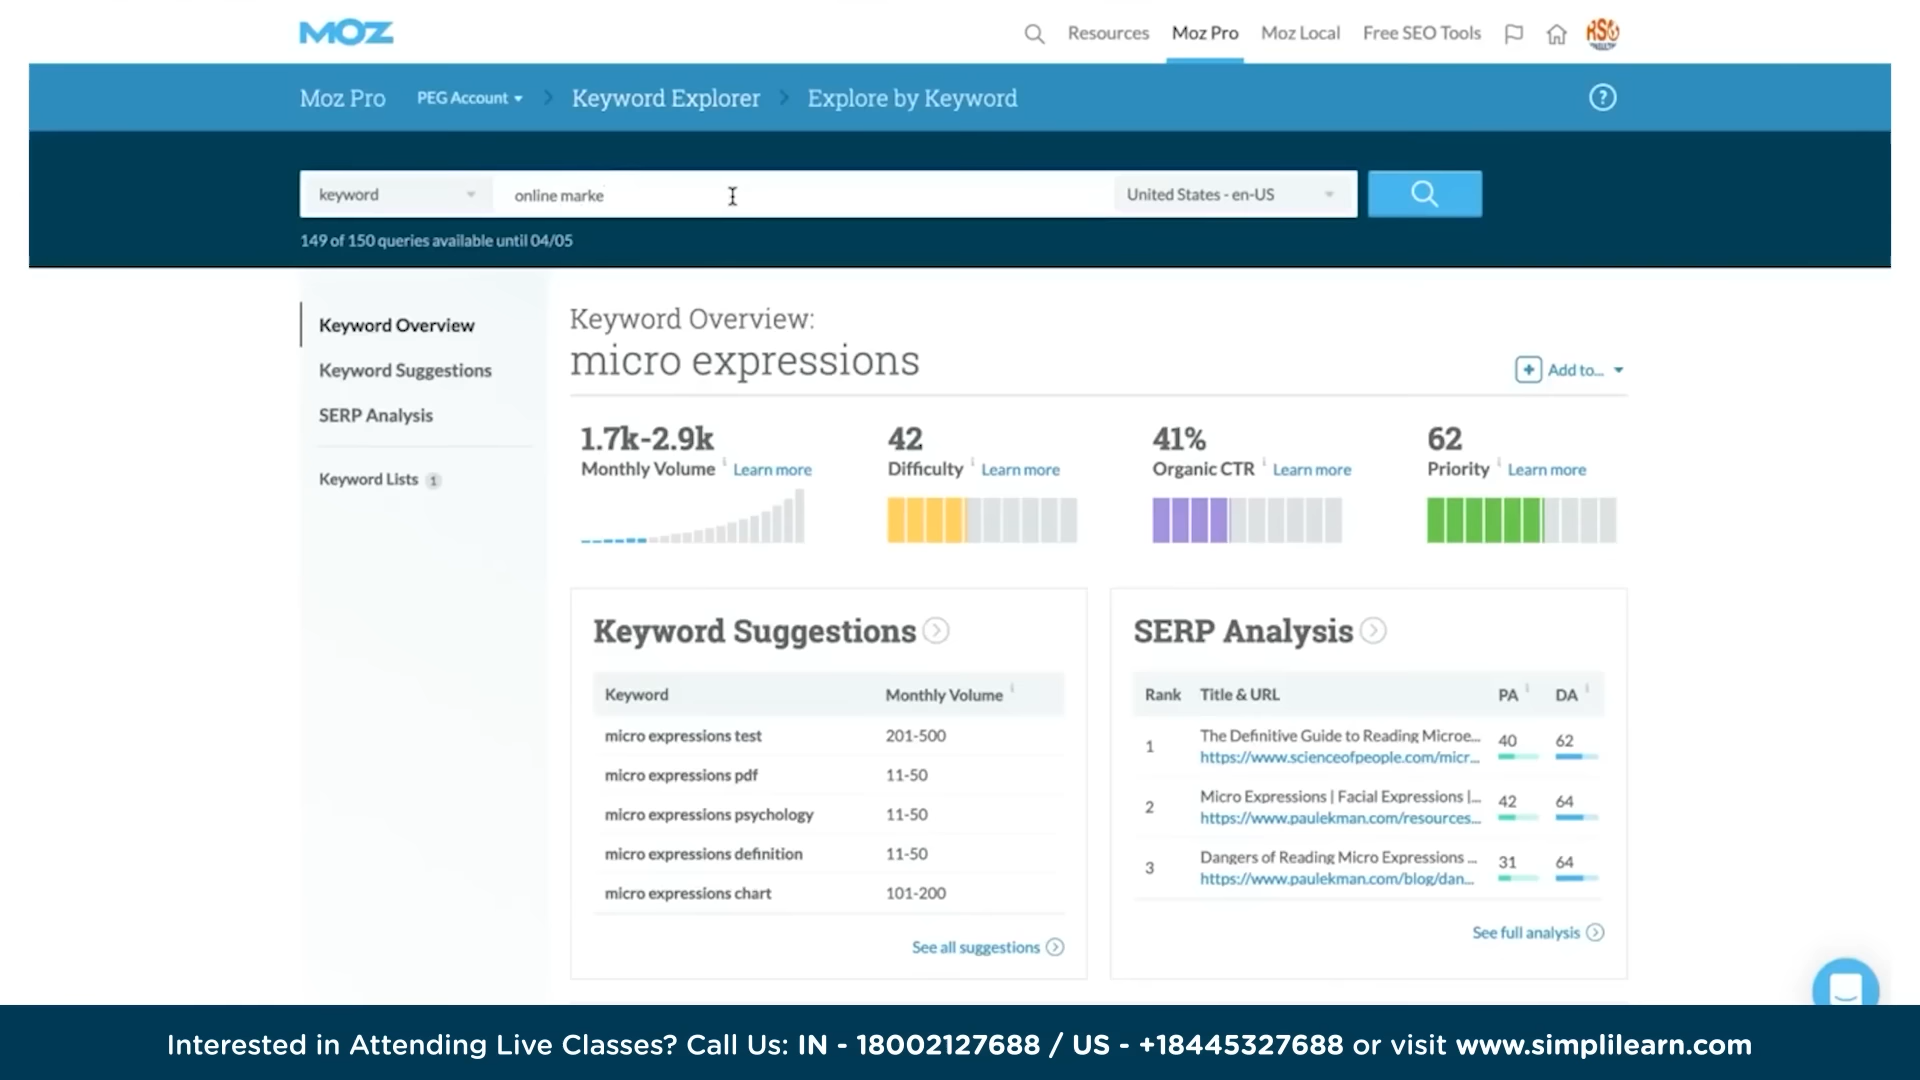 MOZ
Resources
Moz Pro
Moz Local
Free SEO Tools
RSO
Moz Pro
PEG Account
Keyword Explorer
Explore by Keyword
?
keyword
online marke
United States - en-US
149 of 150 queries available until 04/05
Keyword Overview
Keyword Suggestions
SERP Analysis
Keyword Lists 1
Keyword Overview:
micro expressions
Add to...
1.7k-2.9k
Monthly Volume i Learn more
42
Difficulty i Learn more
41%
Organic CTR i Learn more
62
Priority i Learn more
Keyword Suggestions
Keyword Monthly Volume i
micro expressions test 201-500
micro expressions pdf 11-50
micro expressions psychology 11-50
micro expressions definition 11-50
micro expressions chart 101-200
See all suggestions
SERP Analysis
Rank Title & URL PA i DA i
1 The Definitive Guide to Reading Microe... 40 62
https://www.scienceofpeople.com/micr...
2 Micro Expressions | Facial Expressions |... 42 64
https://www.paulekman.com/resources...
3 Dangers of Reading Micro Expressions ... 31 64
https://www.paulekman.com/blog/dan...
See full analysis
Interested in Attending Live Classes? Call Us: IN - 18002127688 / US - +18445327688 or visit www.simplilearn.com